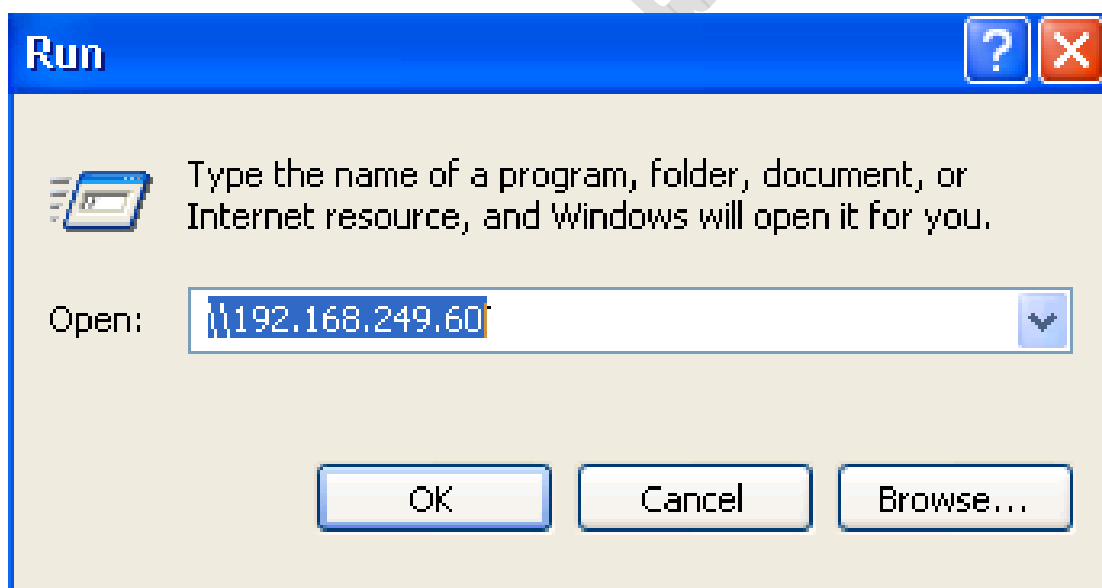 Run
Type the name of a program, folder, document, or
Internet resource, and Windows will open it for you.
Open:
\\192.168.249.60
OK
Cancel
Browse...